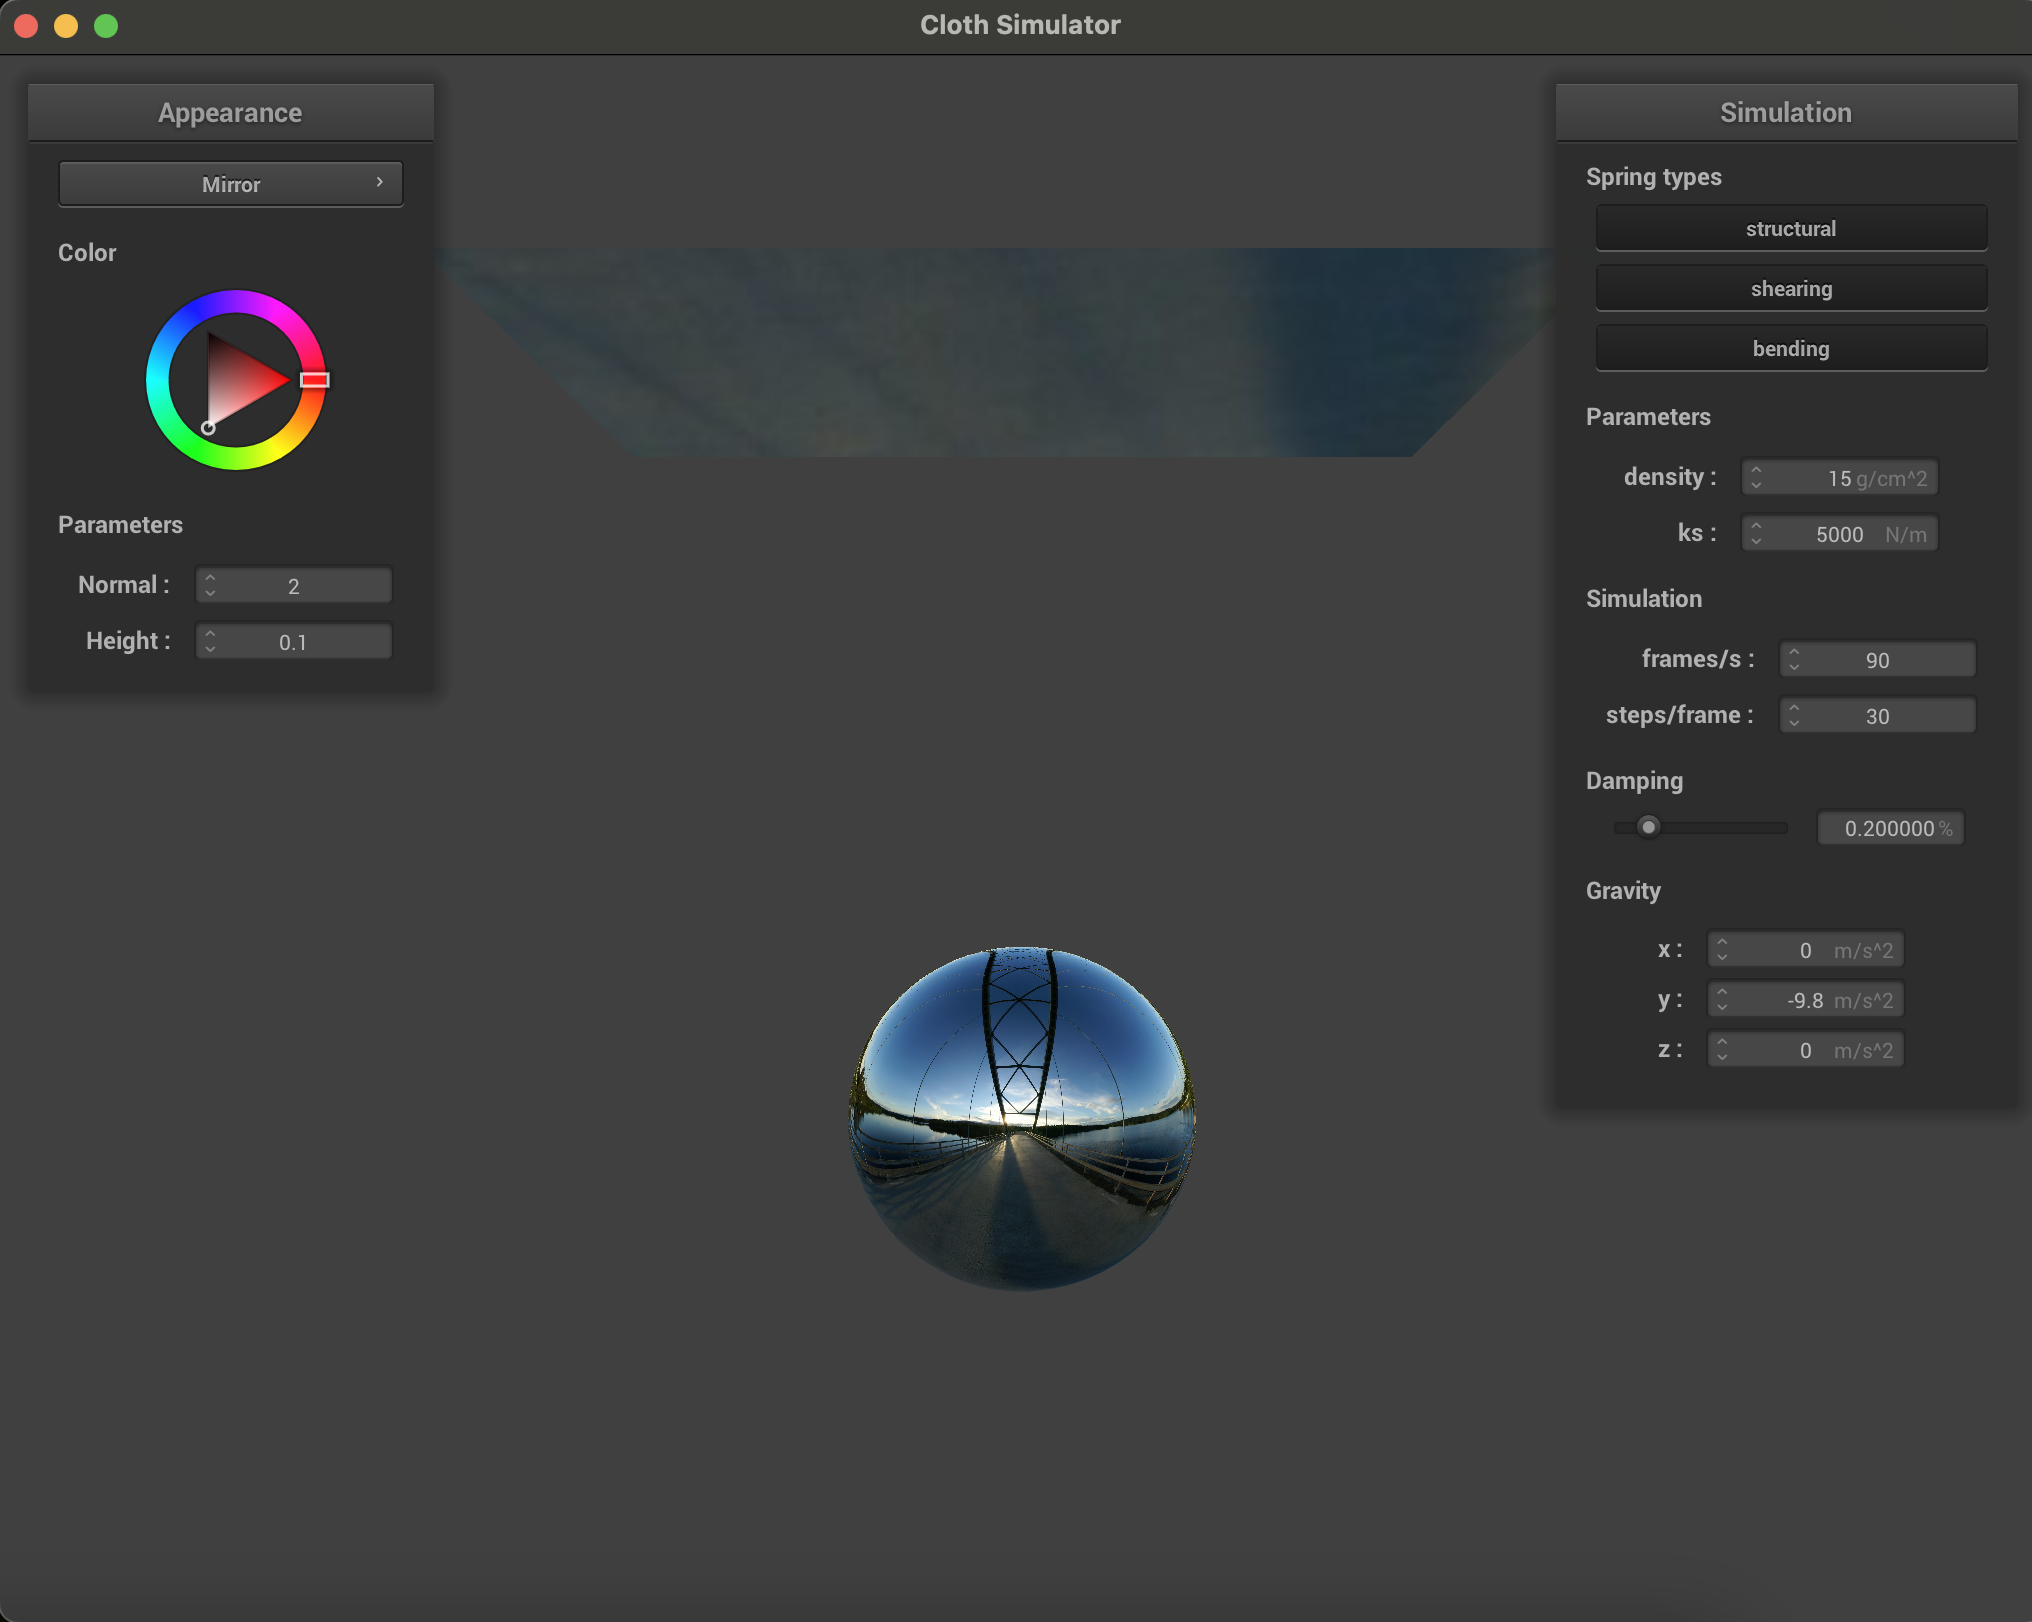 Cloth Simulator
Appearance
Mirror
Color
Parameters
Normal : 2
Height : 0.1
Simulation
Spring types
structural
shearing
bending
Parameters
density : 15 g/cm^2
ks : 5000 N/m
Simulation
frames/s : 90
steps/frame : 30
Damping
0.200000 %
Gravity
x : 0 m/s^2
y : -9.8 m/s^2
z : 0 m/s^2